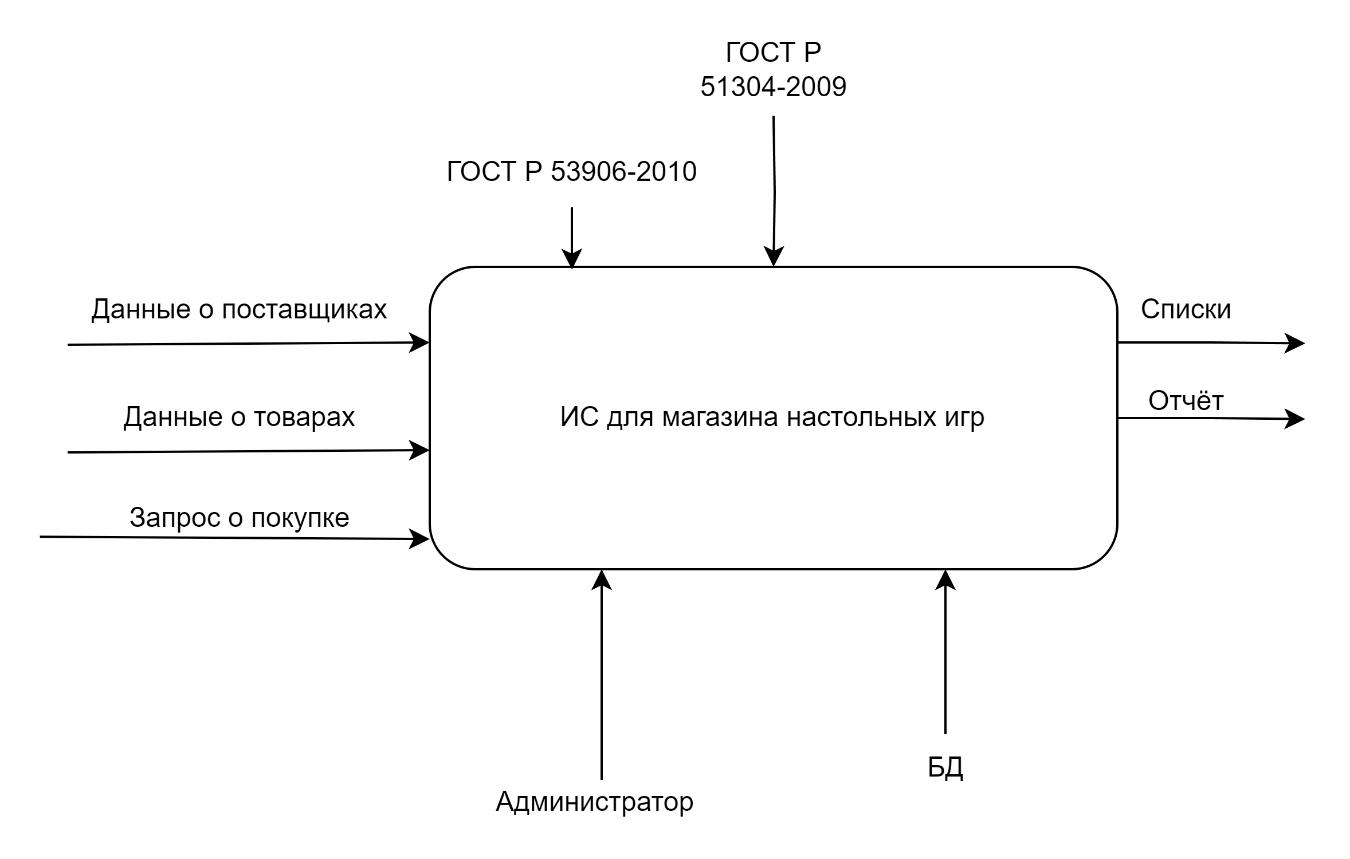 ГОСТ Р
51304-2009
ГОСТ Р 53906-2010
Данные о поставщиках
Списки
Данные о товарах
ИС для магазина настольных игр
Отчёт
Запрос о покупке
БД
Администратор